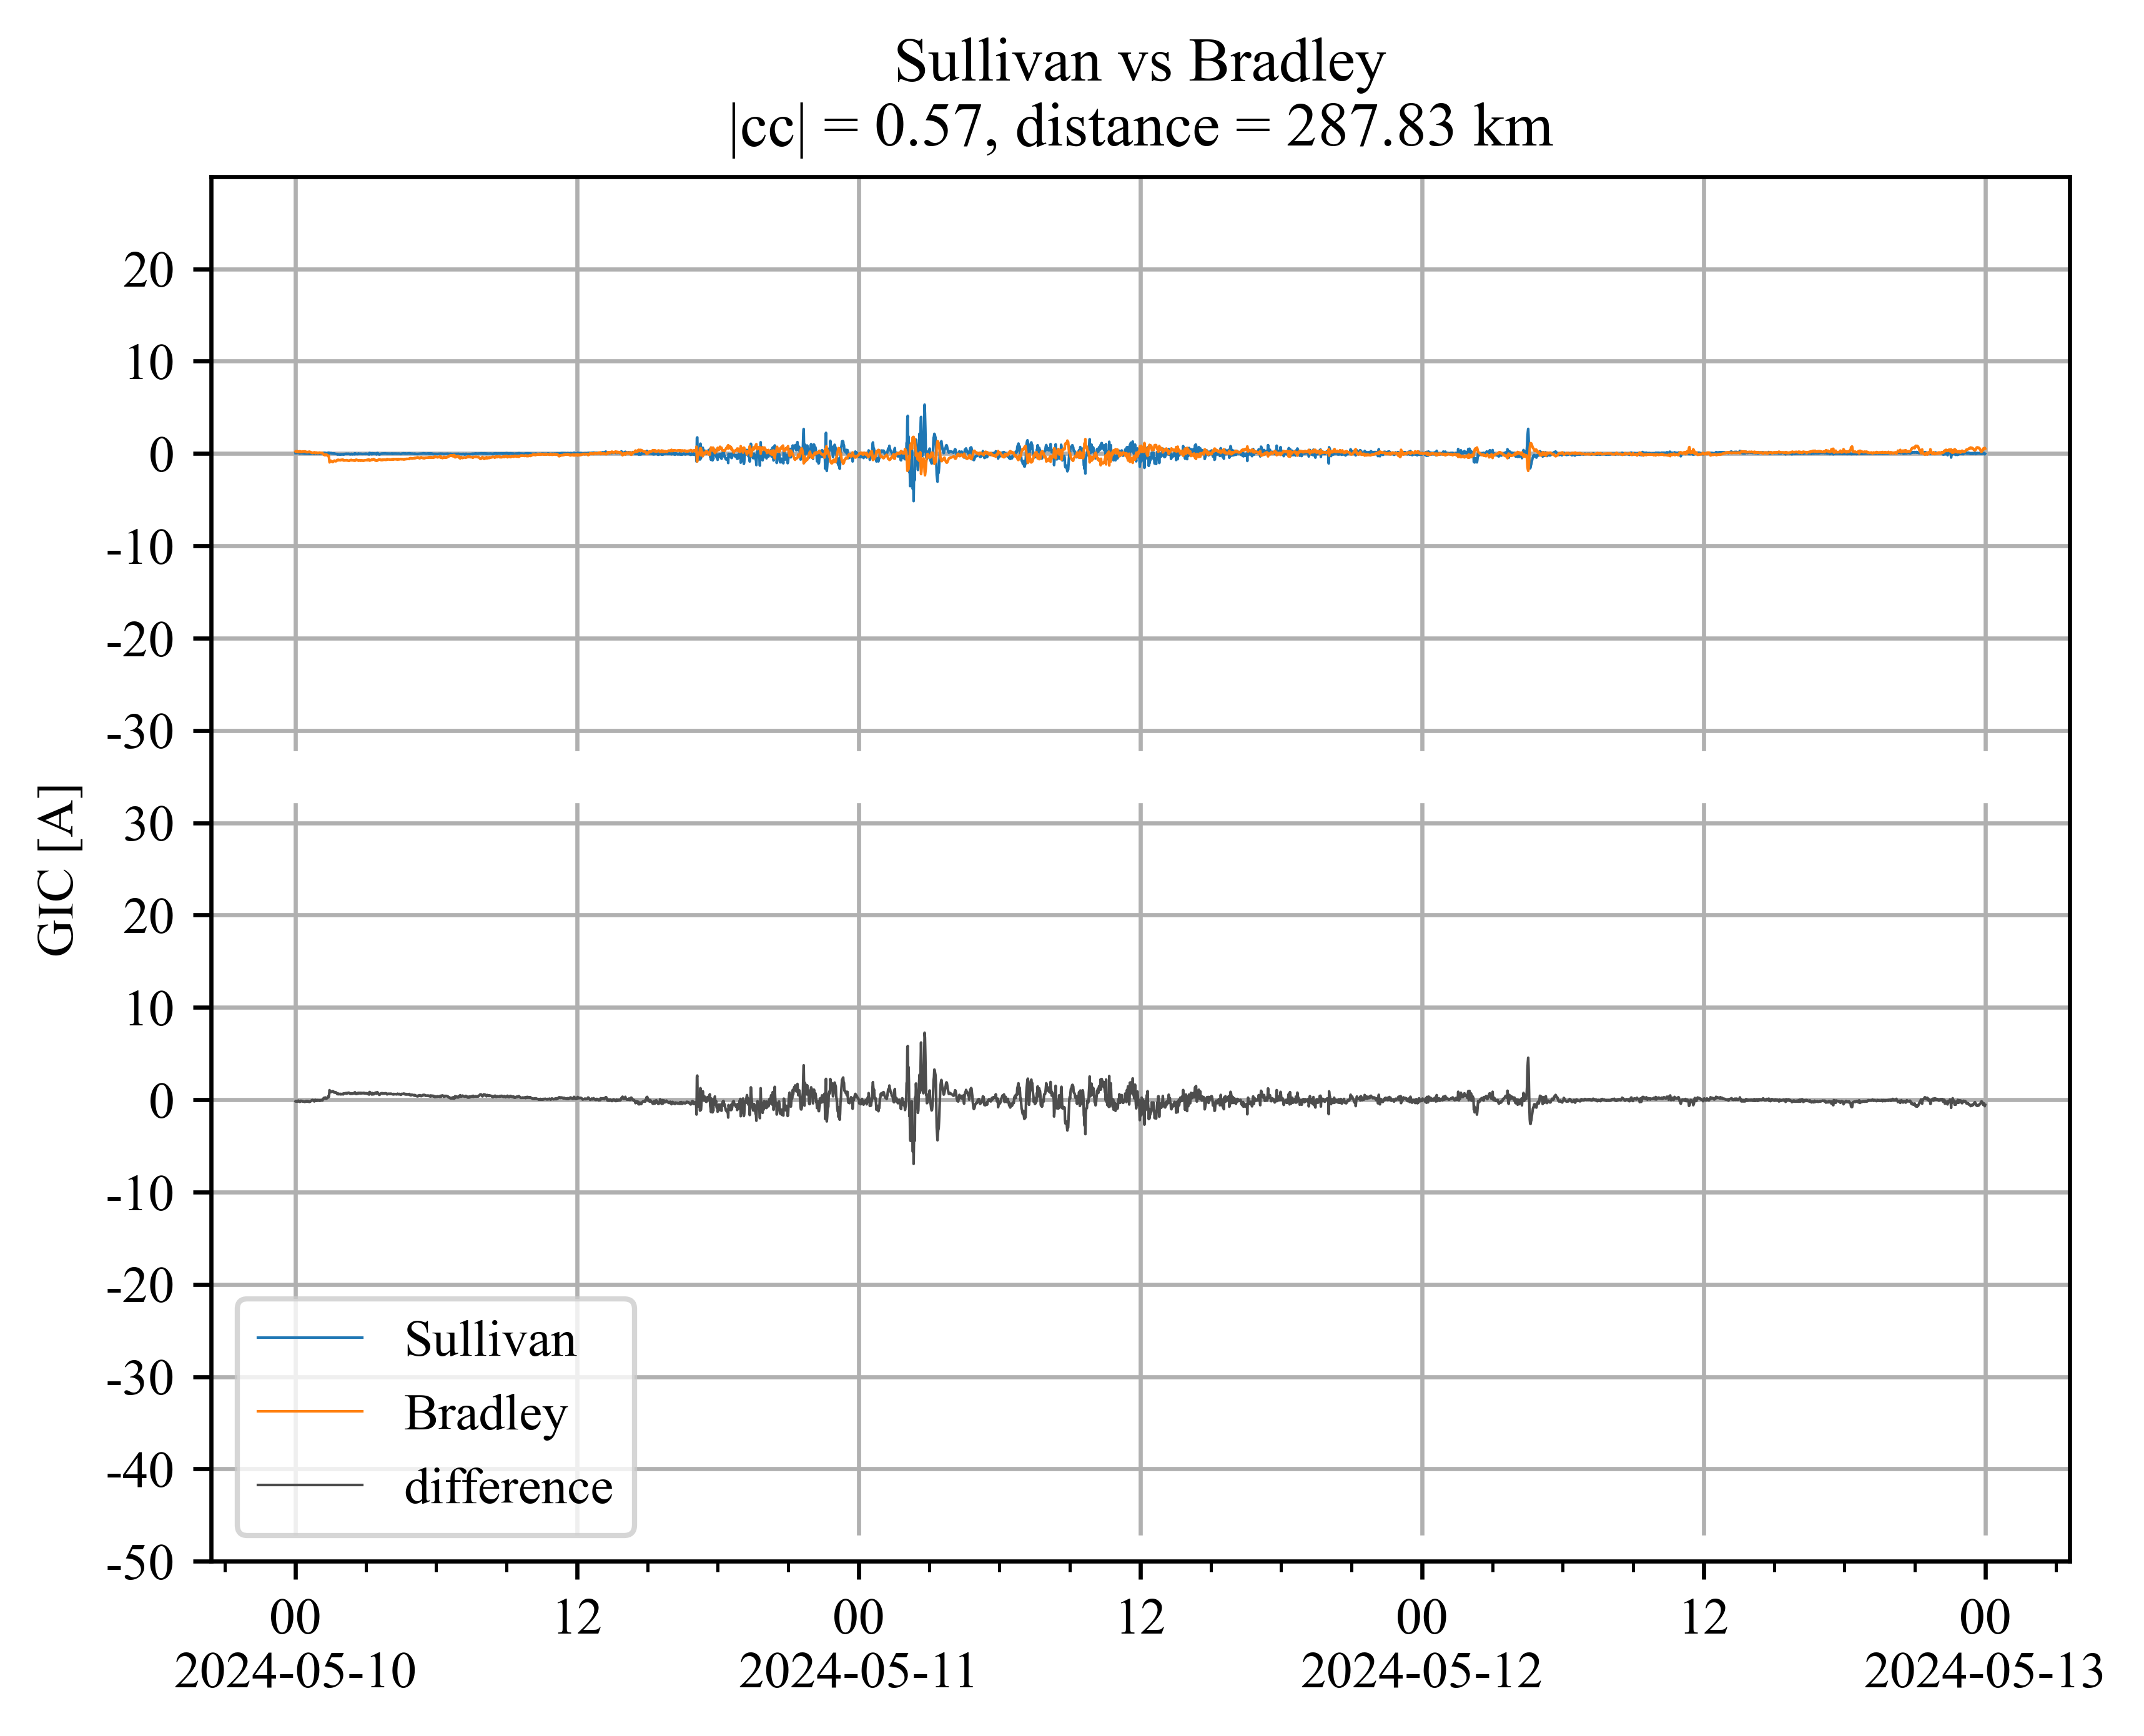 Sullivan vs Bradley
|cc| = 0.57, distance = 287.83 km
20
10
0
-10
-20
-30
30
20
10
0
-10
-20
-30
-40
-50
GIC [A]
Sullivan
Bradley
difference
00 12 00 12 00 12 00
2024-05-10 2024-05-11 2024-05-12 2024-05-13